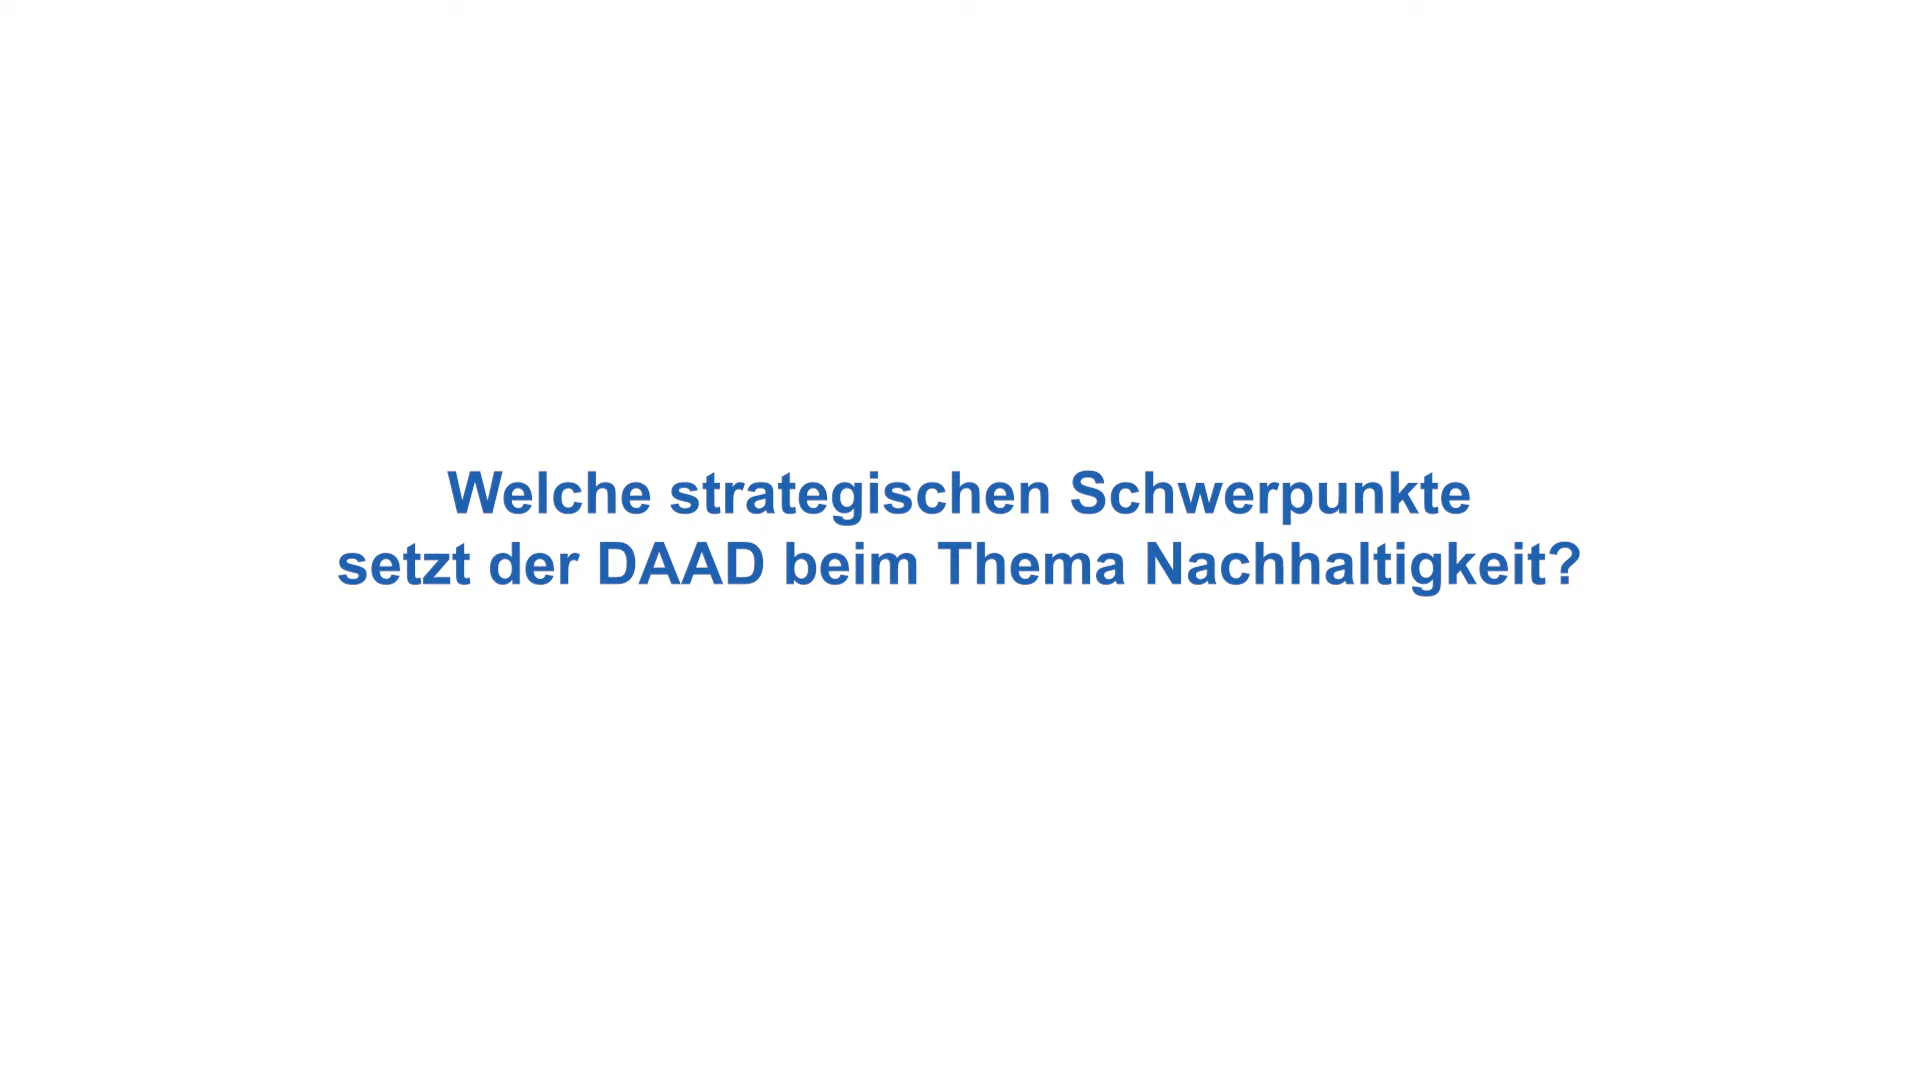 Welche strategischen Schwerpunkte
setzt der DAAD beim Thema Nachhaltigkeit?